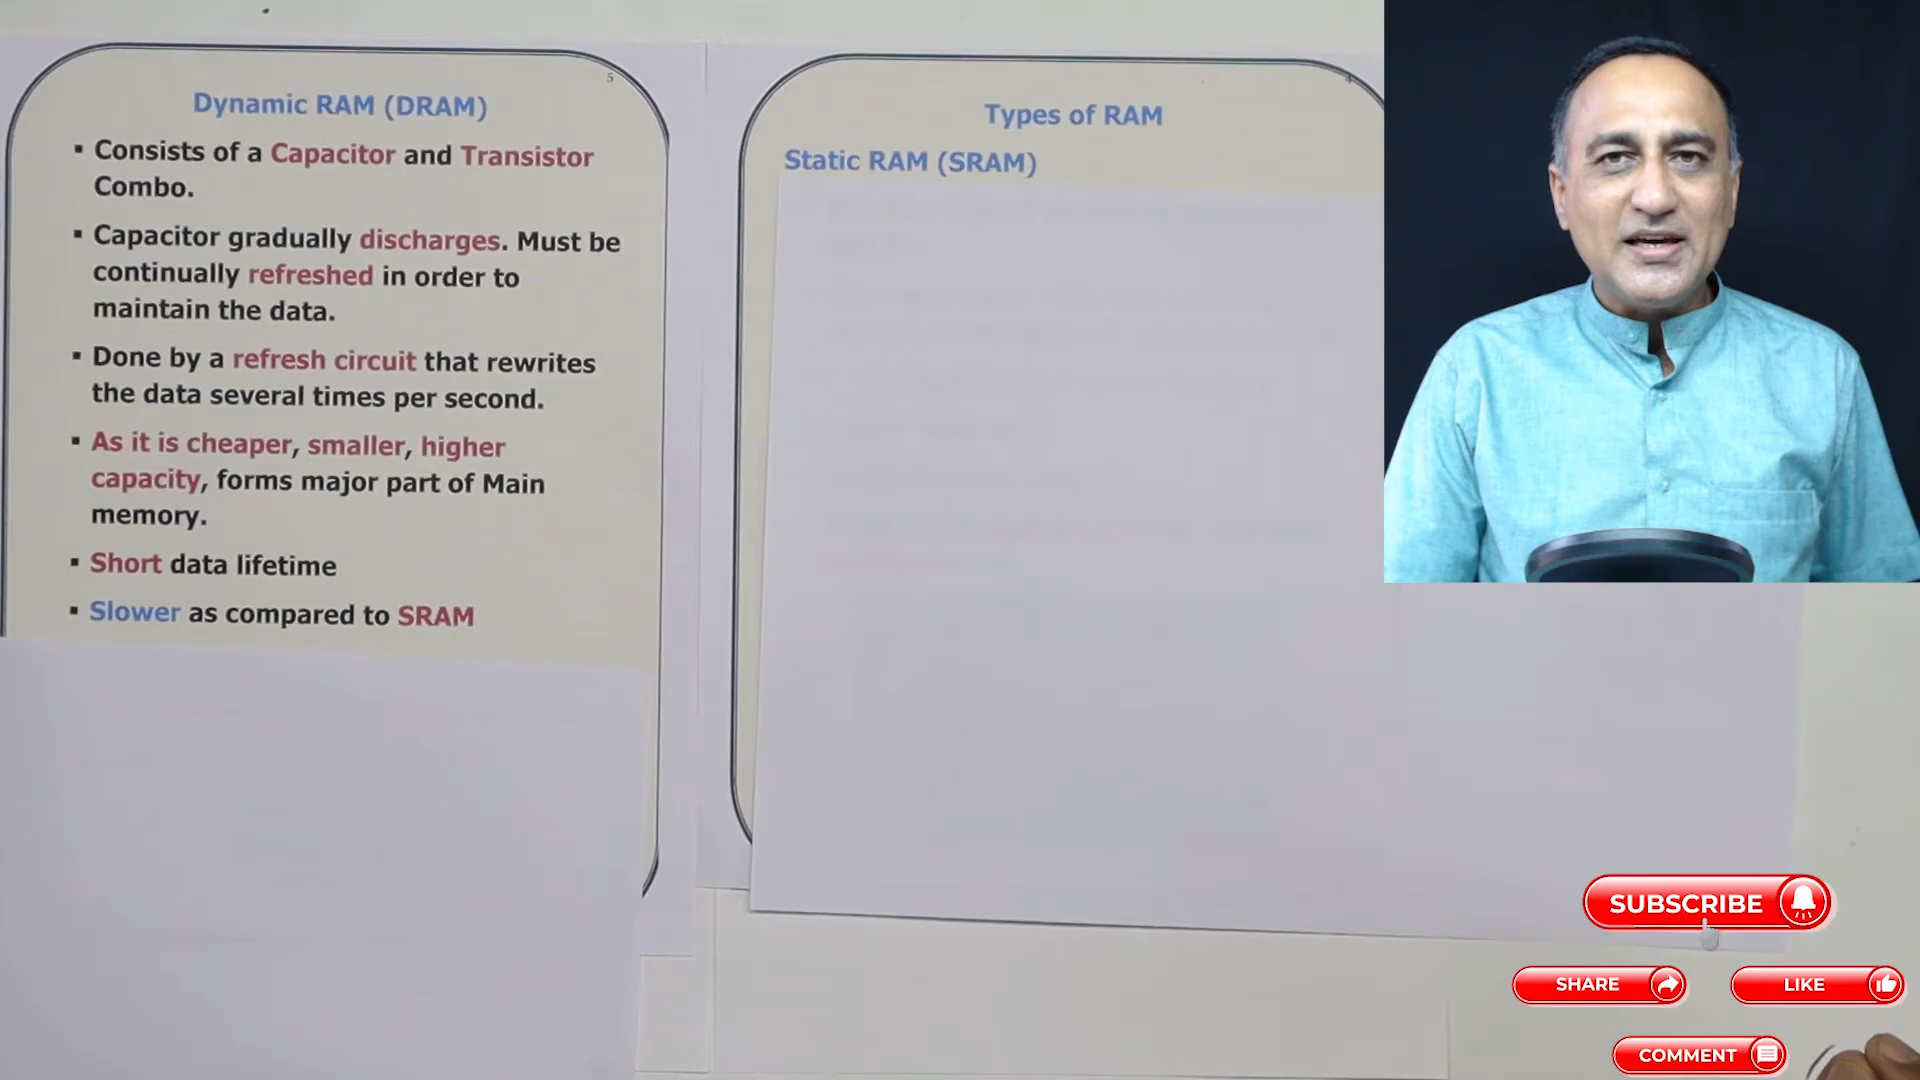 5
Dynamic RAM (DRAM)
▪ Consists of a Capacitor and Transistor
Combo.
▪ Capacitor gradually discharges. Must be
continually refreshed in order to
maintain the data.
▪ Done by a refresh circuit that rewrites
the data several times per second.
▪ As it is cheaper, smaller, higher
capacity, forms major part of Main
memory.
▪ Short data lifetime
▪ Slower as compared to SRAM
Types of RAM
Static RAM (SRAM)
SUBSCRIBE
SHARE
LIKE
COMMENT